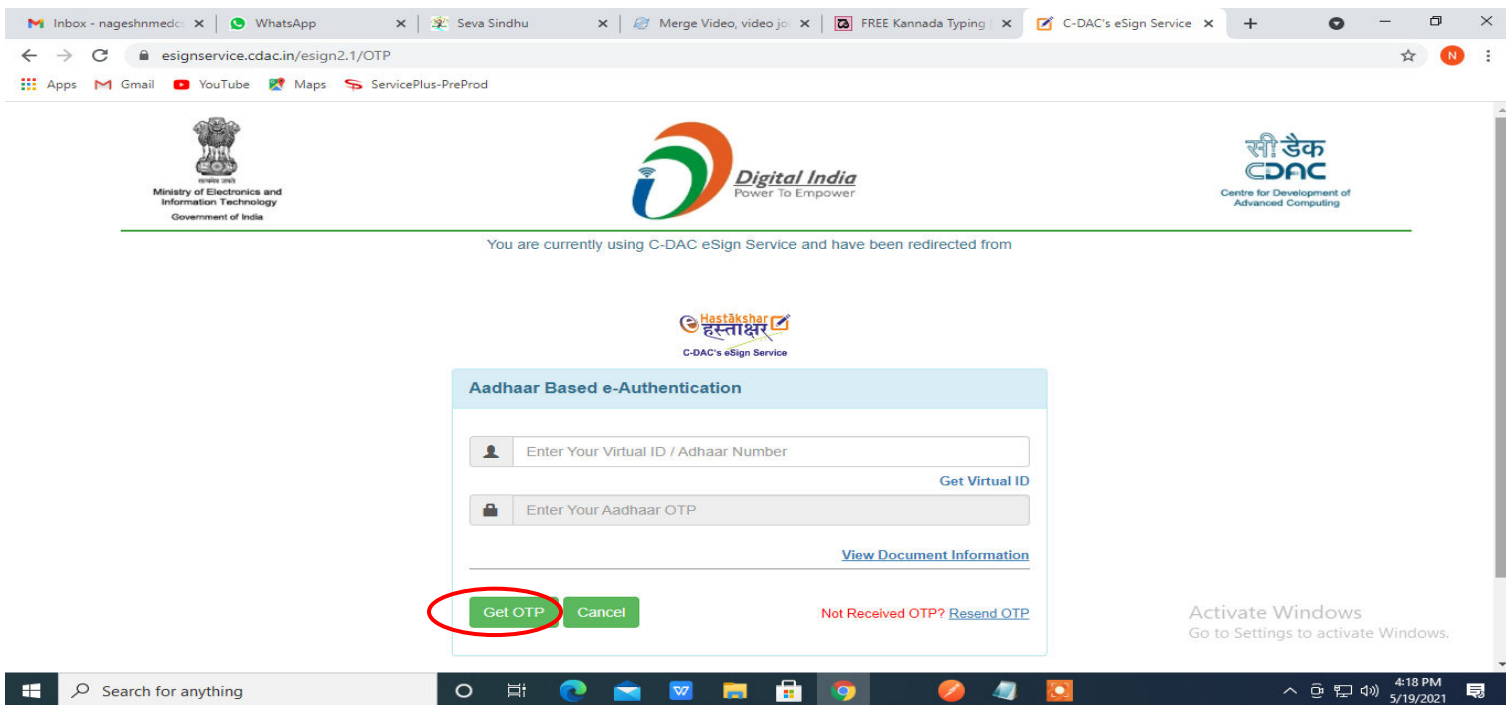 Inbox - nageshnmedcs
WhatsApp
Seva Sindhu
Merge Video, video jo
FREE Kannada Typing |
C-DAC's eSign Service
esignservice.cdac.in/esign2.1/OTP
N
Apps
Gmail
YouTube
Maps
ServicePlus-PreProd
सत्यमेव जयते
Ministry of Electronics and
Information Technology
Government of India
Digital India
Power To Empower
सी डैक
CDAC
Centre for Development of
Advanced Computing
You are currently using C-DAC eSign Service and have been redirected from
e Hastākshar
हस्ताक्षर
C-DAC's eSign Service
Aadhaar Based e-Authentication
Enter Your Virtual ID / Adhaar Number
Get Virtual ID
Enter Your Aadhaar OTP
View Document Information
Get OTP
Cancel
Not Received OTP? Resend OTP
Activate Windows
Go to Settings to activate Windows.
Search for anything
4:18 PM
5/19/2021